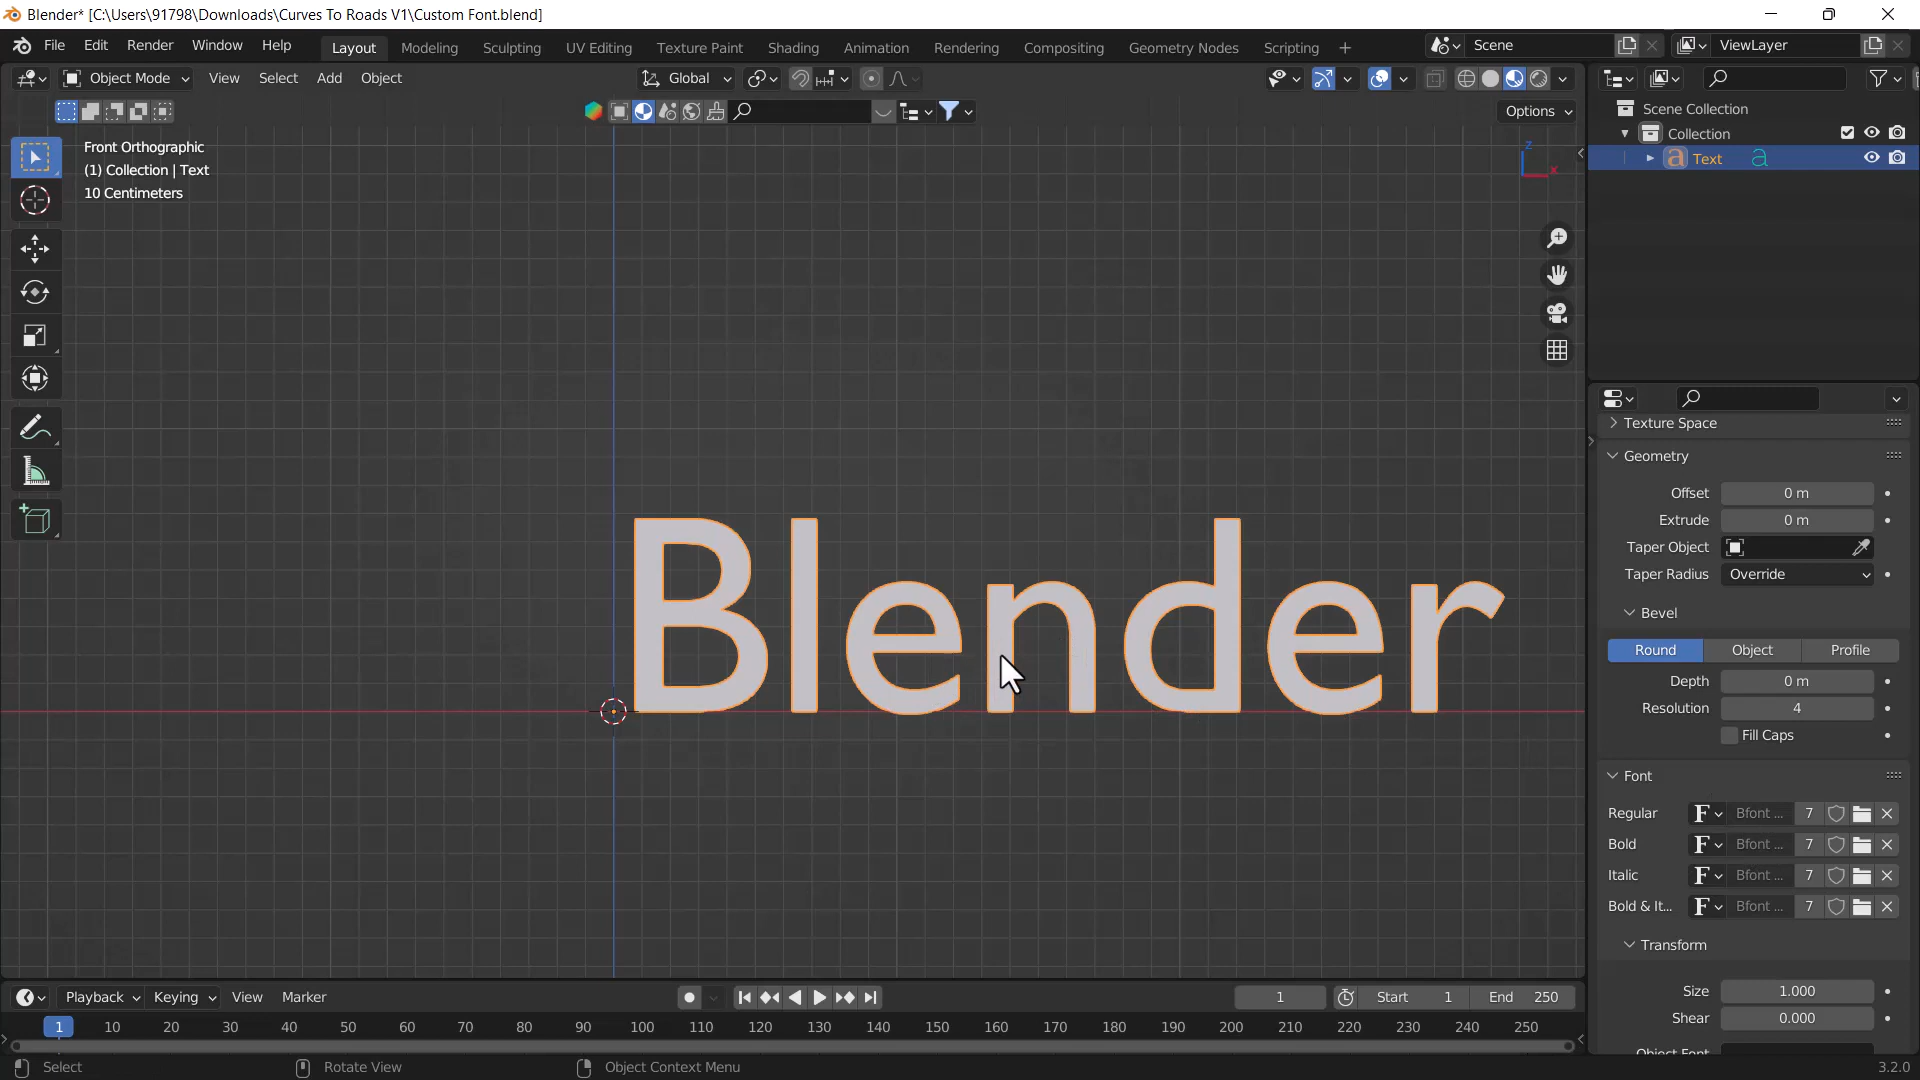 Blender* [C:\Users\91798\Downloads\Curves To Roads V1\Custom Font.blend]
File Edit Render Window Help Layout Modeling Sculpting UV Editing Texture Paint Shading Animation Rendering Compositing Geometry Nodes Scripting + Scene ViewLayer
Object Mode View Select Add Object Global
Options
Front Orthographic
(1) Collection | Text
10 Centimeters
Z
X
Blender
Scene Collection
Collection
Text
Texture Space
Geometry
Offset 0 m
Extrude 0 m
Taper Object
Taper Radius Override
Bevel
Round Object Profile
Depth 0 m
Resolution 4
Fill Caps
Font
Regular F Bfont ... 7
Bold F Bfont ... 7
Italic F Bfont ... 7
Bold & It... F Bfont ... 7
Transform
Size 1.000
Shear 0.000
Playback Keying View Marker 1 Start 1 End 250
1 10 20 30 40 50 60 70 80 90 100 110 120 130 140 150 160 170 180 190 200 210 220 230 240 250
Select Rotate View Object Context Menu 3.2.0